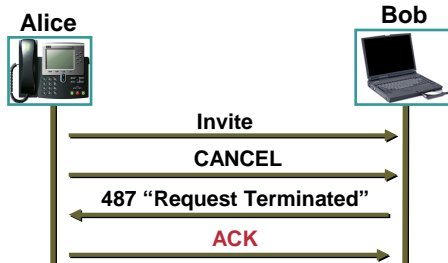 Alice
Bob
Invite
CANCEL
487 “Request Terminated”
ACK